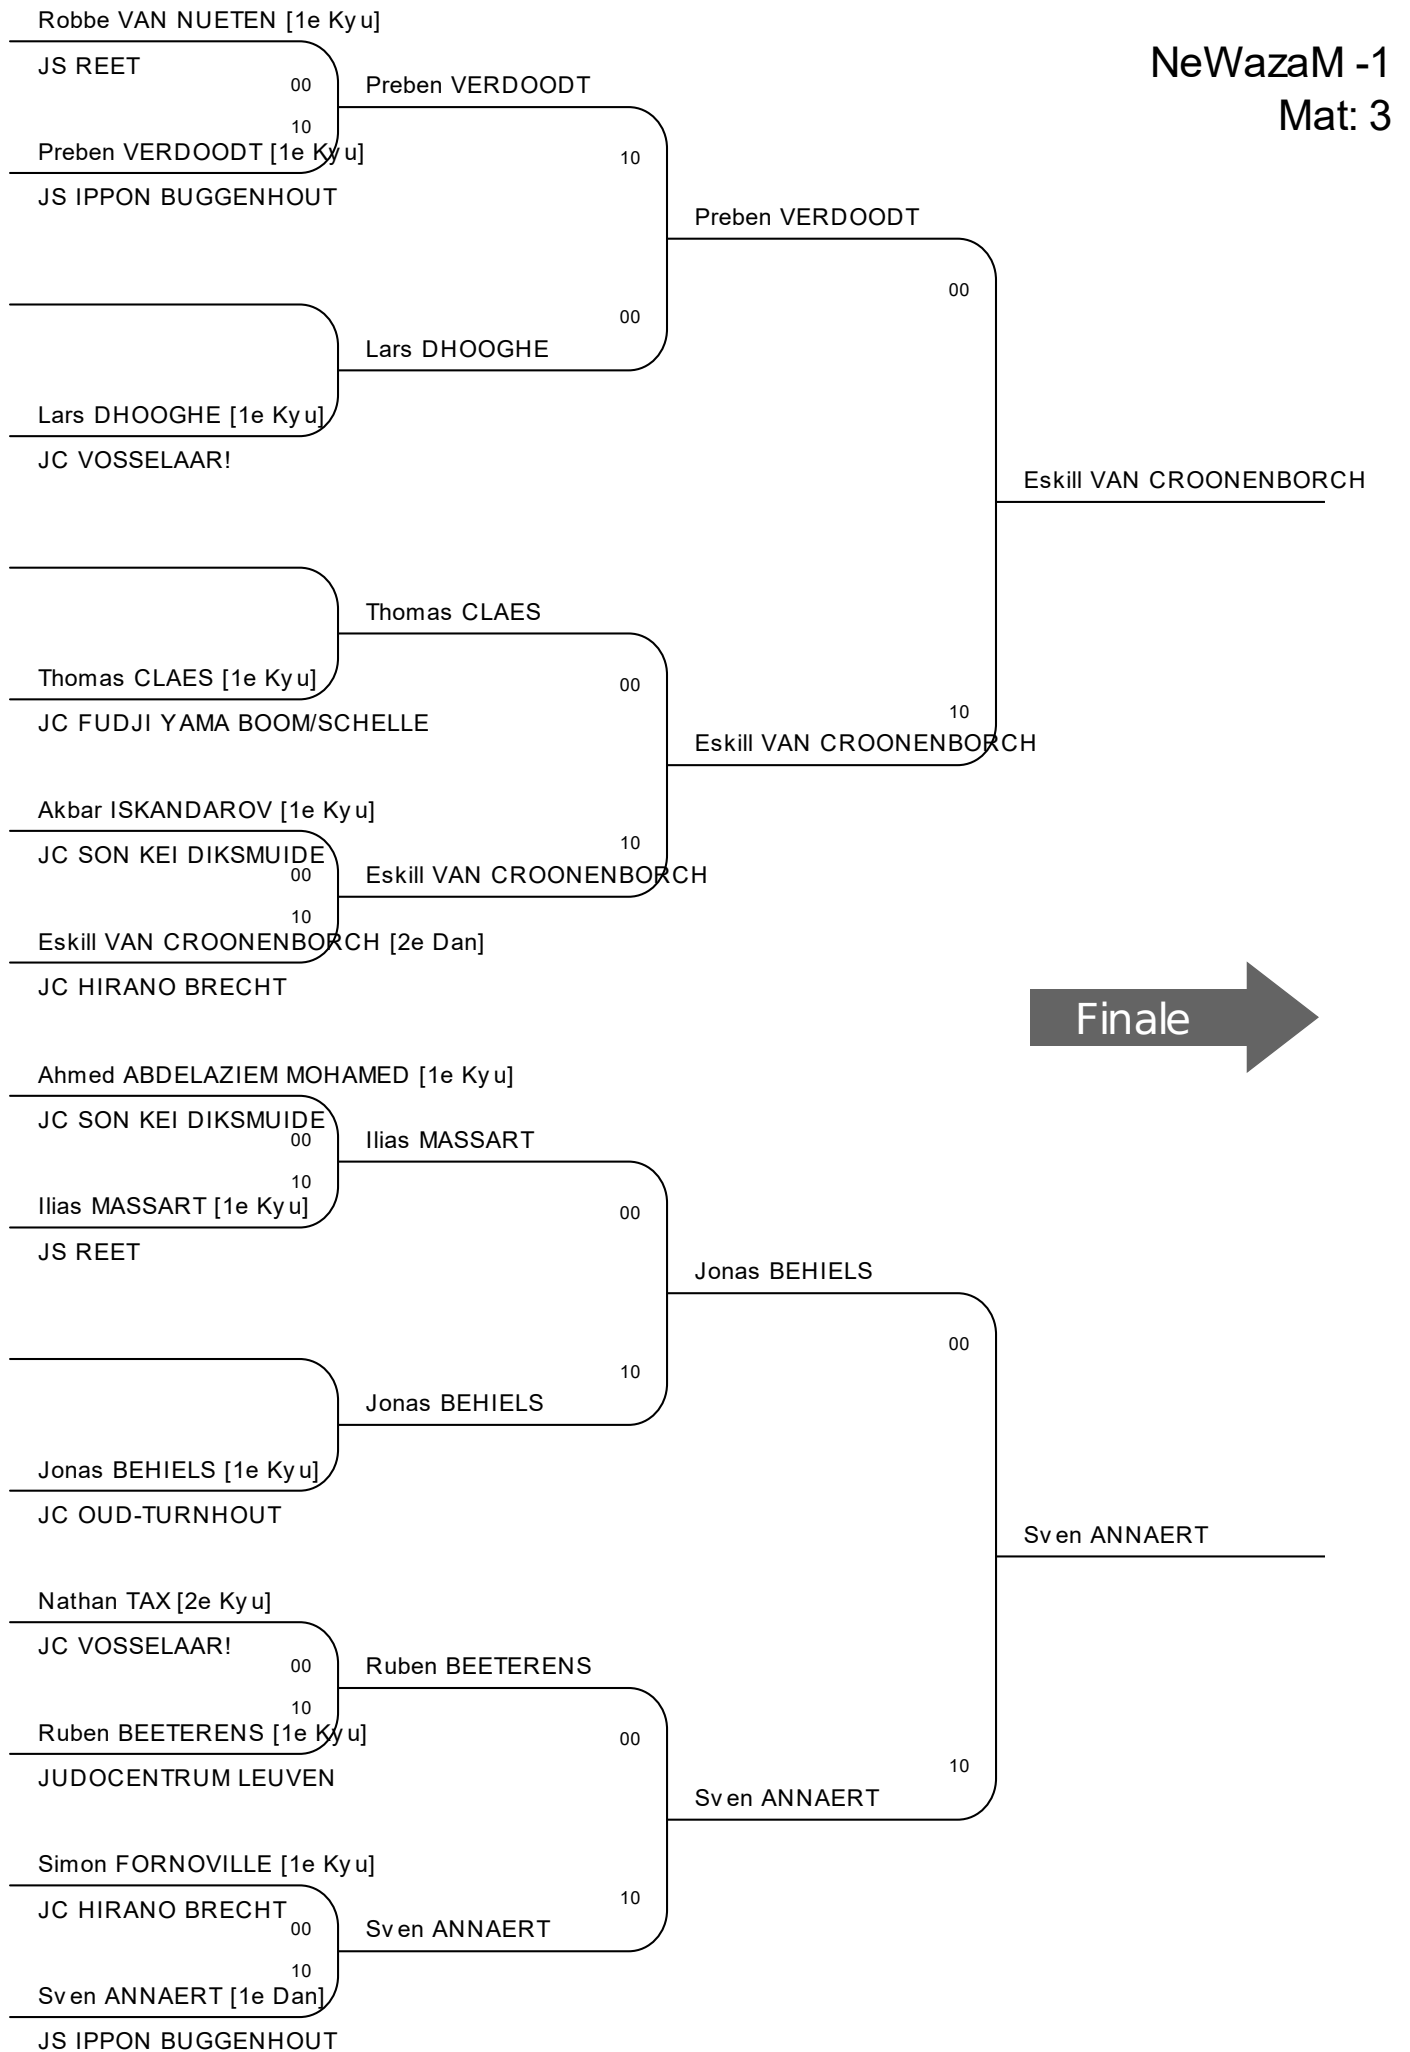 Robbe VAN NUETEN [1e Kyu]
JS REET
00
10
Preben VERDOODT [1e Kyu]
JS IPPON BUGGENHOUT
Preben VERDOODT
10
00
Lars DHOOGHE
Lars DHOOGHE [1e Kyu]
JC VOSSELAAR!
NeWazaM -1
Mat: 3
Preben VERDOODT
00
10
Eskill VAN CROONENBORCH
Eskill VAN CROONENBORCH
Thomas CLAES
Thomas CLAES [1e Kyu]
JC FUDJI YAMA BOOM/SCHELLE
00
10
Akbar ISKANDAROV [1e Kyu]
JC SON KEI DIKSMUIDE
00
10
Eskill VAN CROONENBORCH
Eskill VAN CROONENBORCH [2e Dan]
JC HIRANO BRECHT
Finale
Ahmed ABDELAZIEM MOHAMED [1e Kyu]
JC SON KEI DIKSMUIDE
00
10
Ilias MASSART
Ilias MASSART [1e Kyu]
JS REET
00
10
Jonas BEHIELS
Jonas BEHIELS
Jonas BEHIELS [1e Kyu]
JC OUD-TURNHOUT
00
10
Sven ANNAERT
Nathan TAX [2e Kyu]
JC VOSSELAAR!
00
10
Ruben BEETERENS
Ruben BEETERENS [1e Kyu]
JUDOCENTRUM LEUVEN
00
10
Sven ANNAERT
Simon FORNOVILLE [1e Kyu]
JC HIRANO BRECHT
00
10
Sven ANNAERT
Sven ANNAERT [1e Dan]
JS IPPON BUGGENHOUT